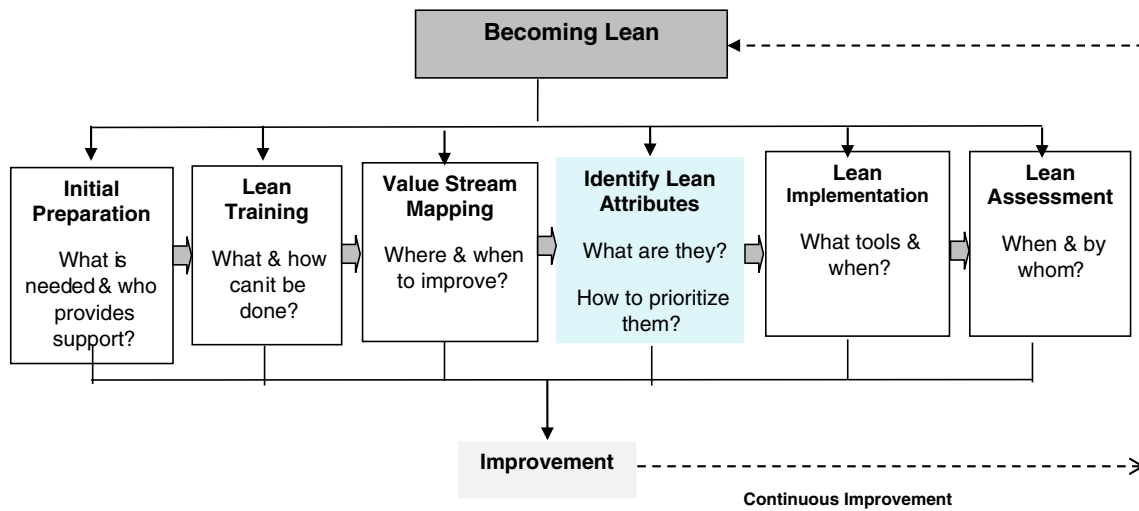 Becoming Lean
Initial
Preparation
What is
needed & who
provides
support?
Lean
Training
What & how
canit be
done?
Value Stream
Mapping
Where & when
to improve?
Identify Lean
Attributes
What are they?
How to prioritize
them?
Lean
Implementation
What tools &
when?
Lean
Assessment
When & by
whom?
Improvement
Continuous Improvement